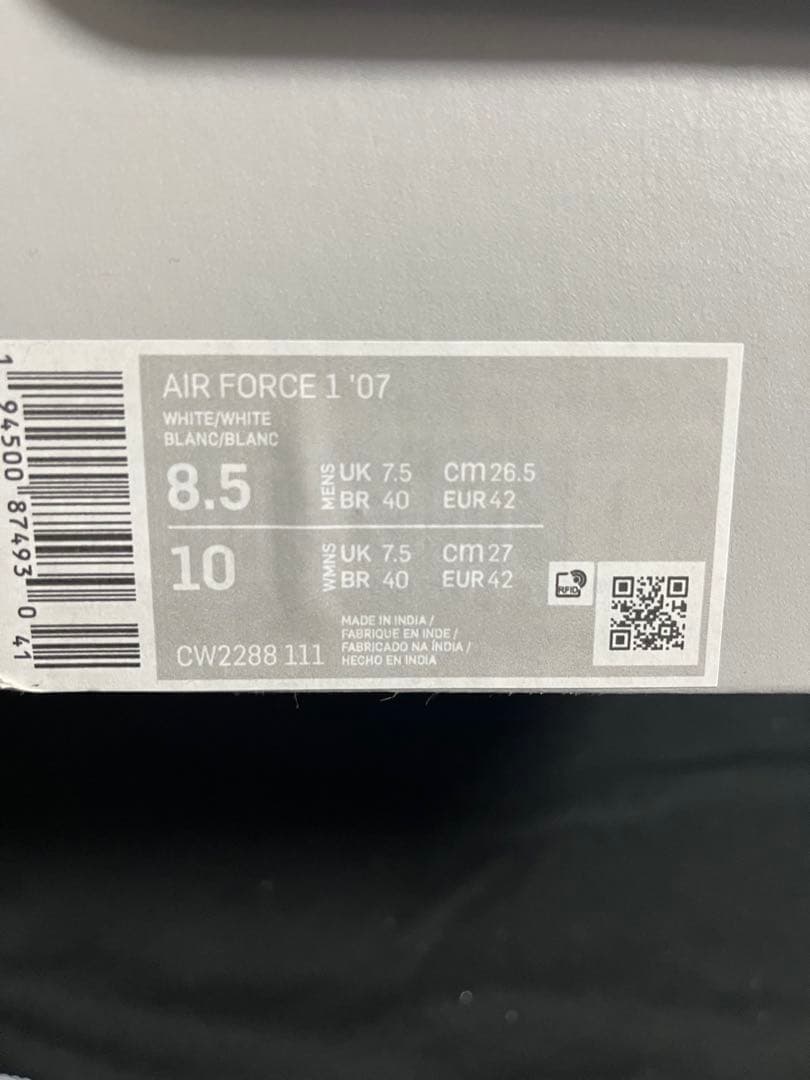 AIR FORCE 1 '07
WHITE/WHITE
BLANC/BLANC
8.5 MENS UK 7.5 cm 26.5
BR 40 EUR 42
10 WMNS UK 7.5 cm 27
BR 40 EUR 42
RFID
CW2288 111
MADE IN INDIA /
FABRIQUE EN INDE /
FABRICADO NA ÍNDIA /
HECHO EN INDIA
1 94500 87493 0 41